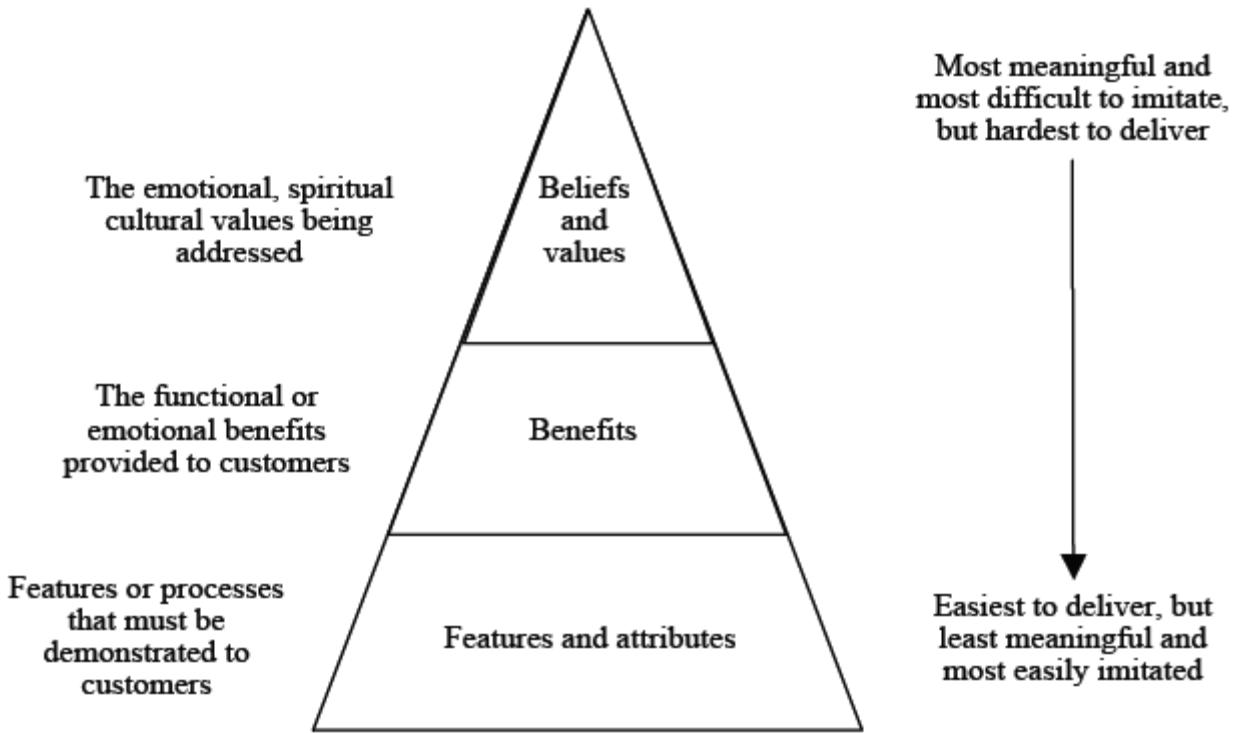 Most meaningful and
most difficult to imitate,
but hardest to deliver
The emotional, spiritual
cultural values being
addressed
Beliefs
and
values
The functional or
emotional benefits
provided to customers
Benefits
Features or processes
that must be
demonstrated to
customers
Features and attributes
Easiest to deliver, but
least meaningful and
most easily imitated